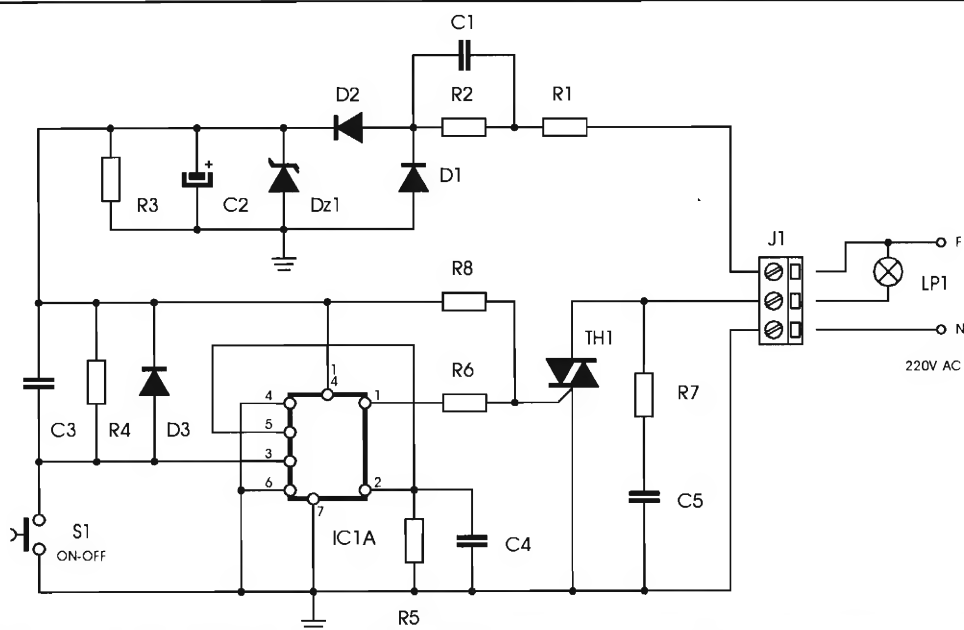 C1
D2
R2
R1
+
R3
C2
Dz1
D1
J1
F
R8
LP1
TH1
N
220V AC
1
4
R6
R7
4
1
5
C3
R4
D3
3
6
2
7
S1
ON-OFF
IC1A
C4
C5
R5